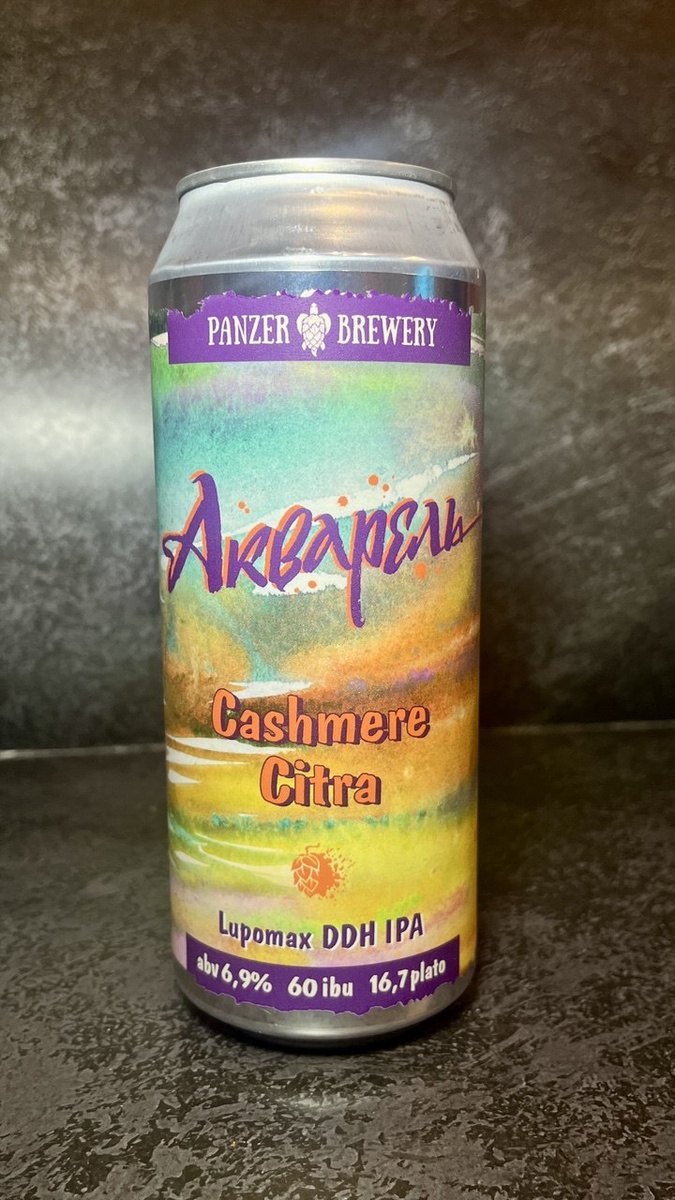 PANZER BREWERY
Акварель
Cashmere
Citra
Lupomax DDH IPA
abv 6,9% 60 ibu 16,7 plato